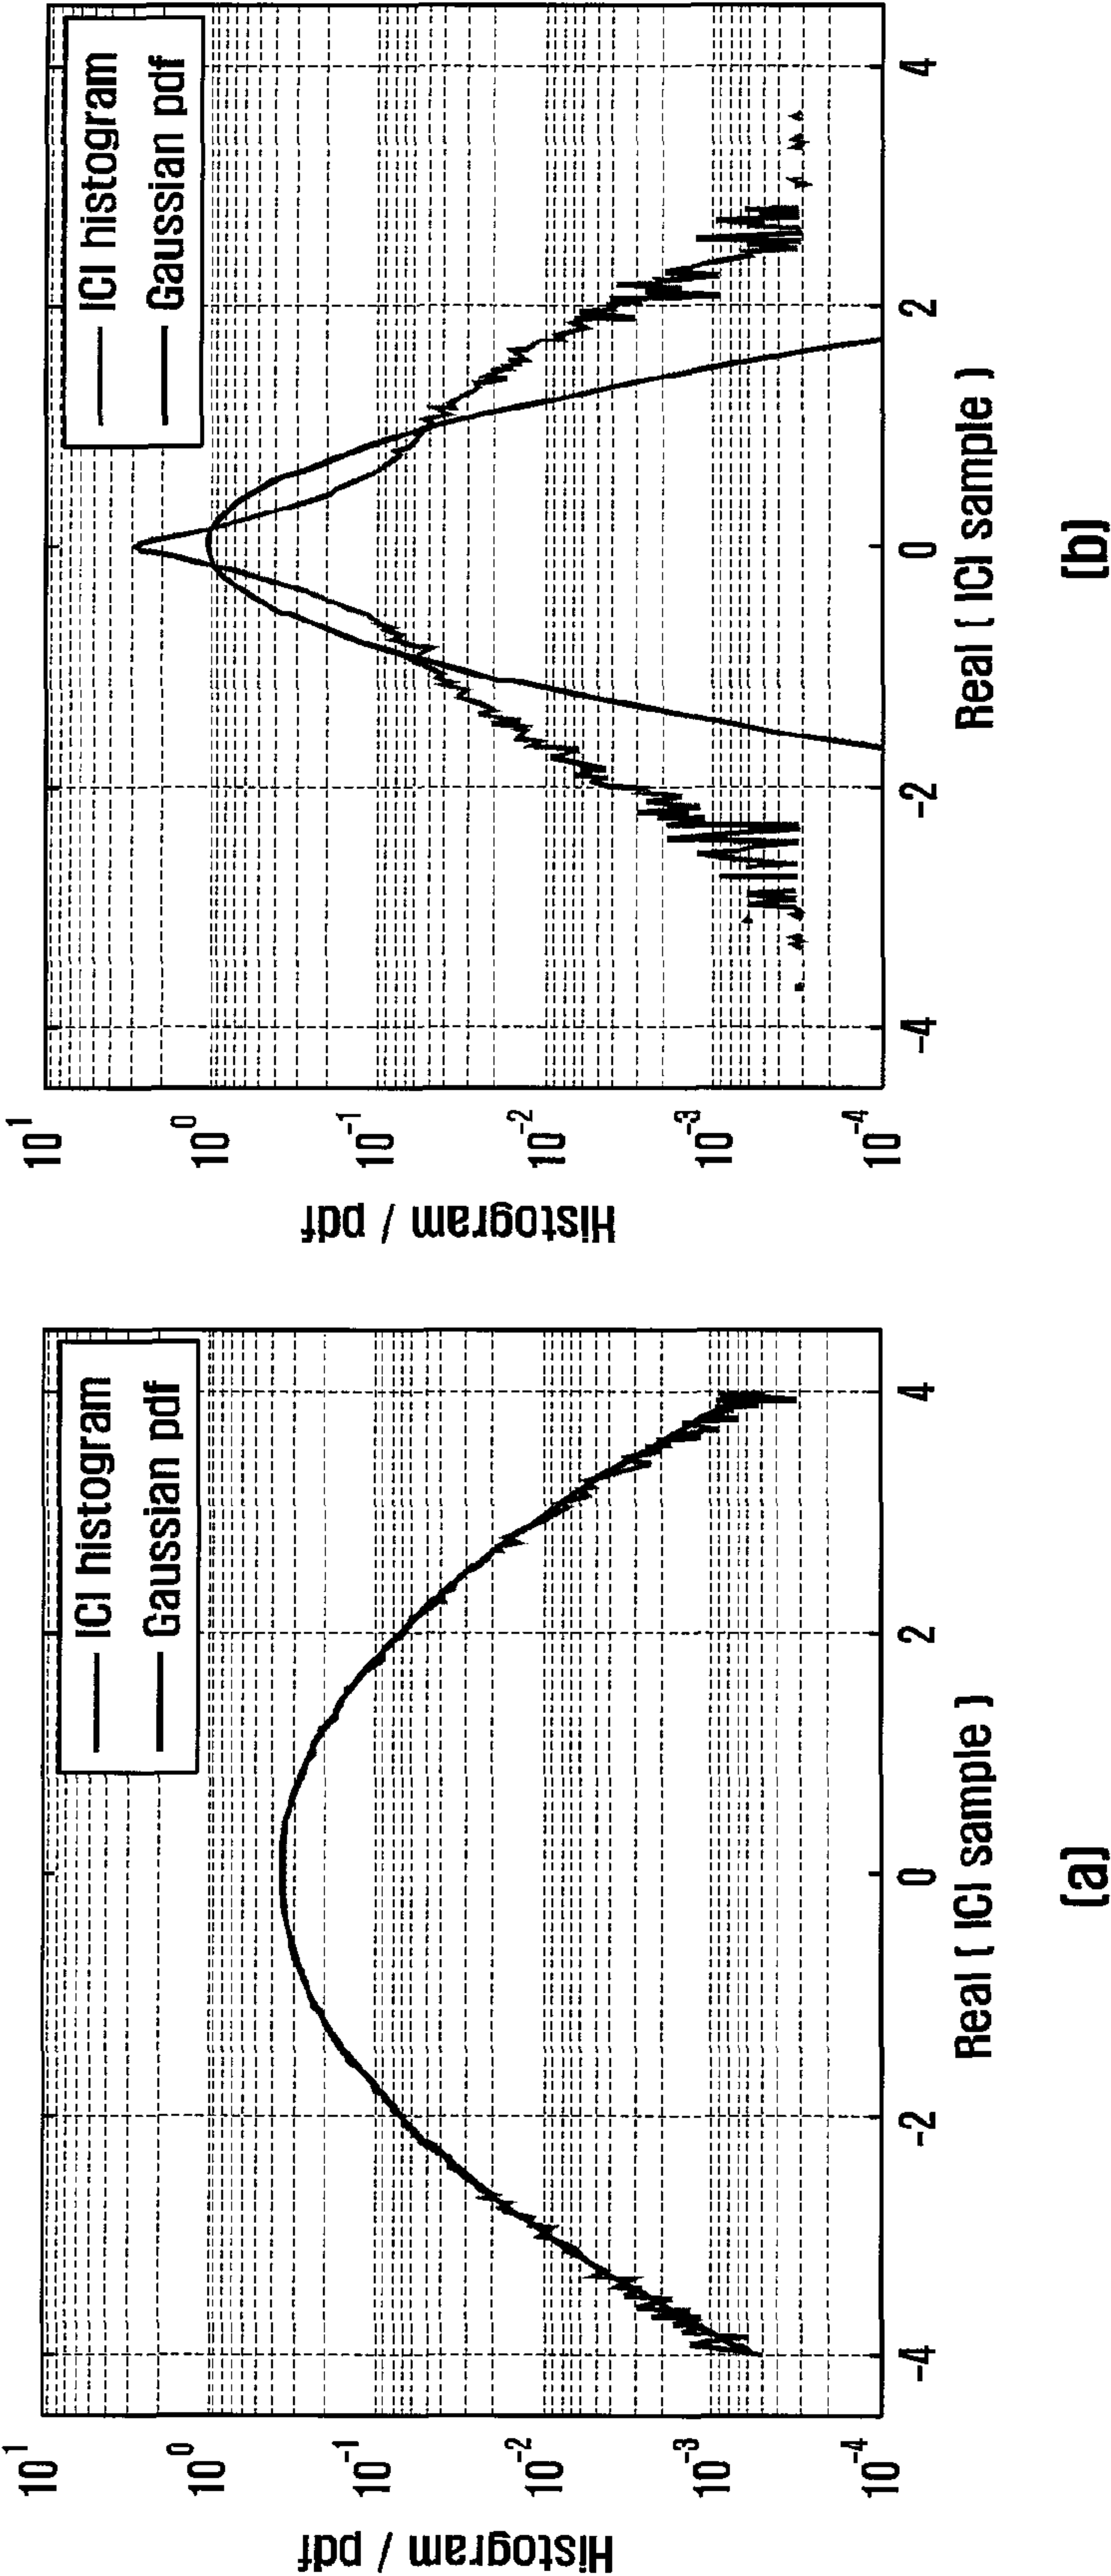 ICI histogram
Gaussian pdf
Histogram / pdf
10^1
10^0
10^-1
10^-2
10^-3
10^-4
-4
-2
0
2
4
Real ( ICI sample )
(a)
ICI histogram
Gaussian pdf
Histogram / pdf
10^1
10^0
10^-1
10^-2
10^-3
10^-4
-4
-2
0
2
4
Real ( ICI sample )
(b)